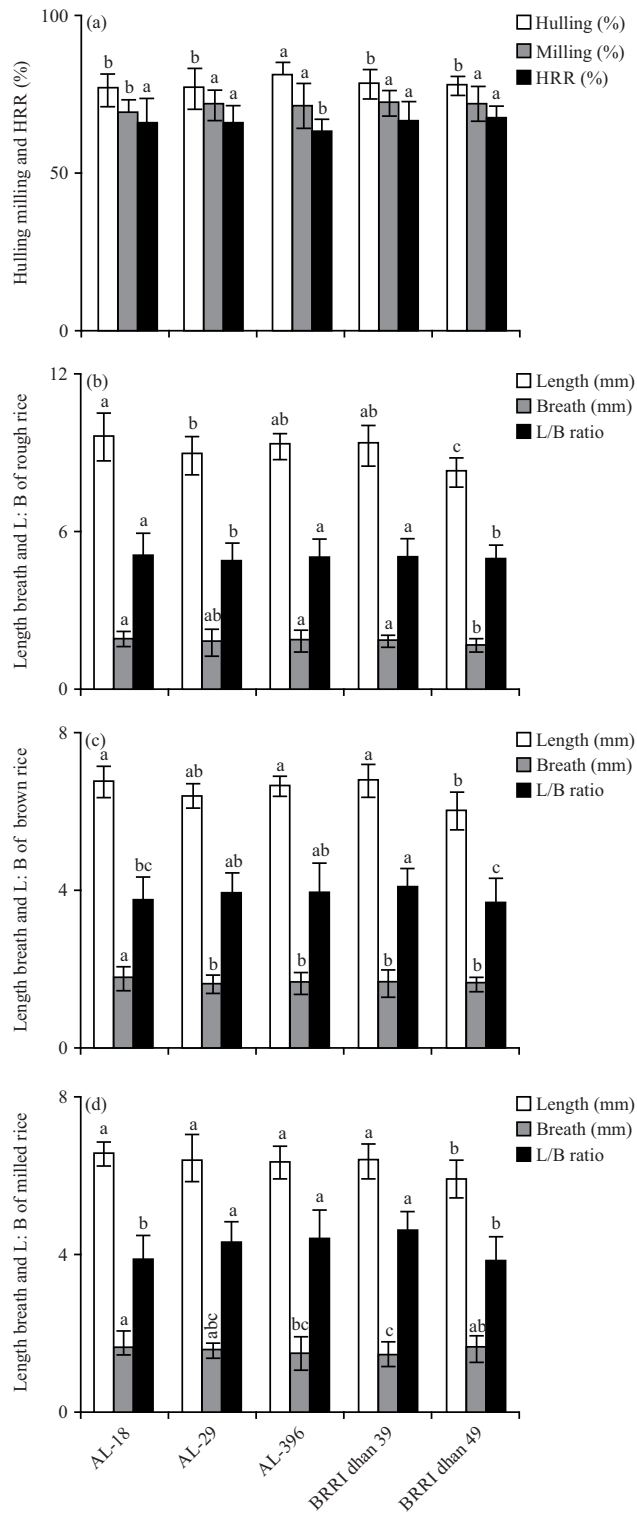 (a)
Hulling (%)
Milling (%)
HRR (%)
Hulling milling and HRR (%)
100
50
0
b b a
b a a
a a b
b a a
b a a
(b)
Length (mm)
Breath (mm)
L/B ratio
Length breath and L: B of rough rice
12
6
0
a a a
b ab b
ab a a
ab a a
c b b
(c)
Length (mm)
Breath (mm)
L/B ratio
Length breath and L: B of brown rice
8
4
0
a a bc
ab b ab
a b ab
a b a
b b c
(d)
Length (mm)
Breath (mm)
L/B ratio
Length breath and L: B of milled rice
8
4
0
a a b
a abc a
a bc a
a c a
b ab b
AL-18
AL-29
AL-396
BRRI dhan 39
BRRI dhan 49